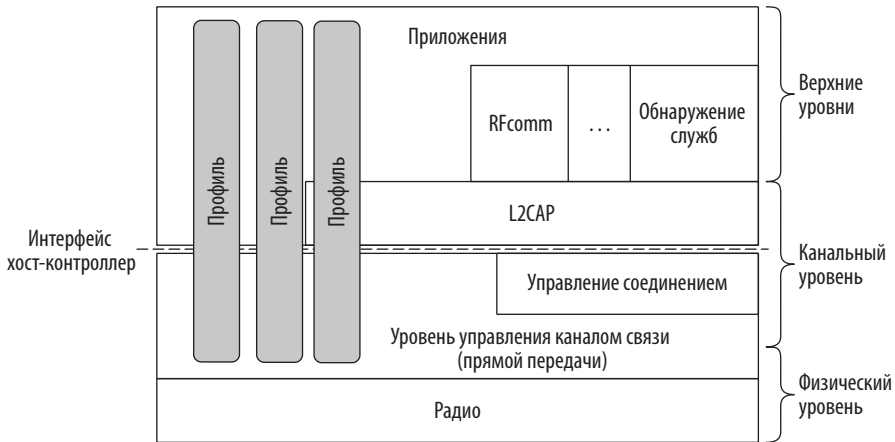 Приложения
Верхние
уровни
RFcomm
...
Обнаружение
служб
Профиль
Профиль
Профиль
L2CAP
Интерфейс
хост-контроллер
Канальный
уровень
Управление соединением
Уровень управления каналом связи
(прямой передачи)
Физический
уровень
Радио